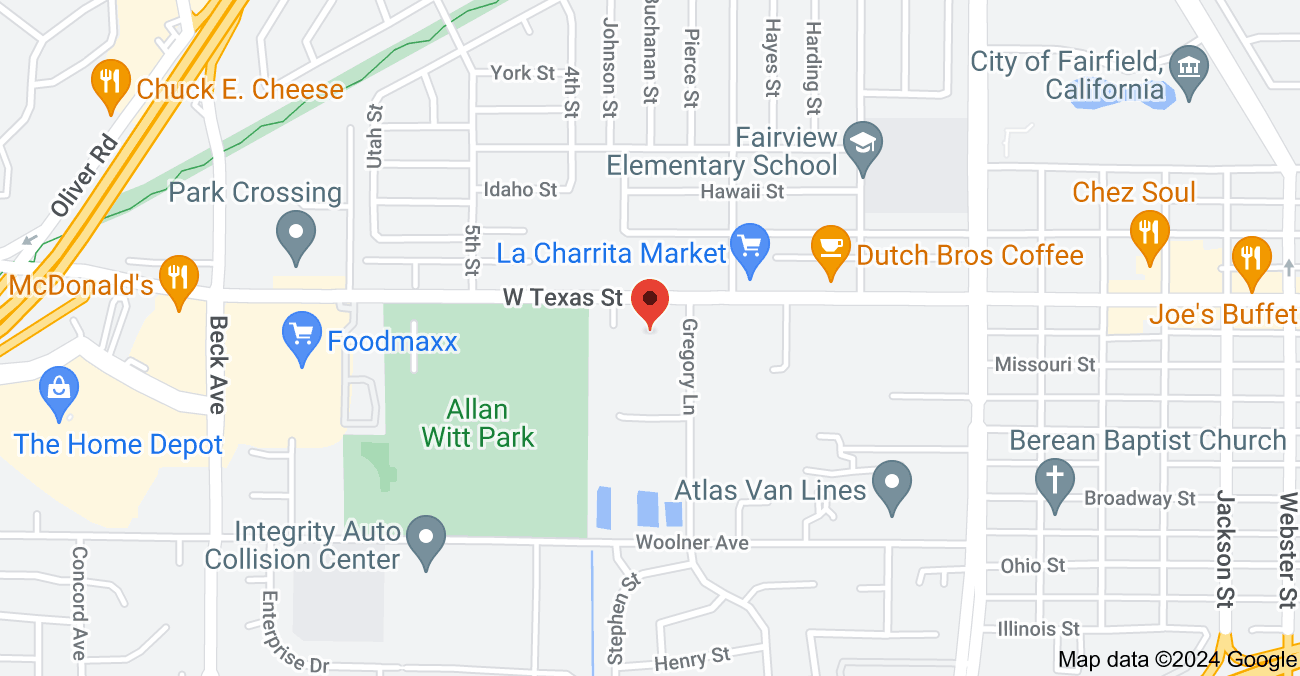 Buchanan St
Johnson St
Pierce St
Hayes St
Harding St
City of Fairfield,
California
York St
4th St
Chuck E. Cheese
Utah St
Oliver Rd
Fairview
Elementary School
Park Crossing
Idaho St
Hawaii St
Chez Soul
5th St
La Charrita Market
Dutch Bros Coffee
McDonald's
W Texas St
Joe's Buffet
Beck Ave
Foodmaxx
Gregory Ln
Missouri St
Allan
Witt Park
The Home Depot
Berean Baptist Church
Atlas Van Lines
Broadway St
Jackson St
Webster St
Integrity Auto
Collision Center
Woolner Ave
Concord Ave
Ohio St
Enterprise Dr
Stephen St
Illinois St
Henry St
Map data ©2024 Google